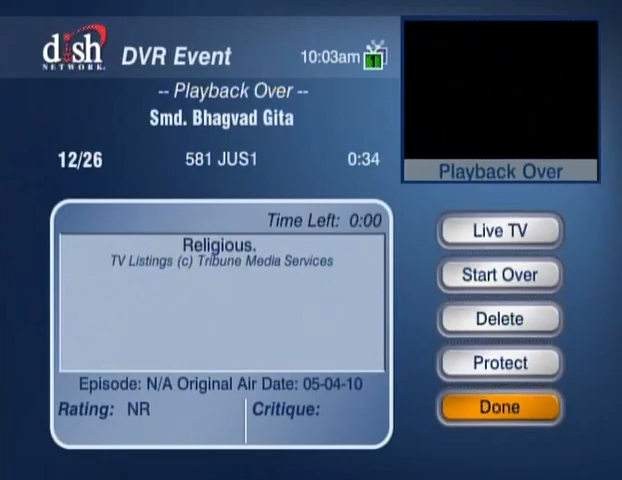 dish
NETWORK.
DVR Event
10:03am
1
-- Playback Over --
Smd. Bhagvad Gita
12/26 581 JUS1 0:34
Playback Over
Time Left: 0:00
Religious.
TV Listings (c) Tribune Media Services
Episode: N/A Original Air Date: 05-04-10
Rating: NR Critique:
Live TV
Start Over
Delete
Protect
Done